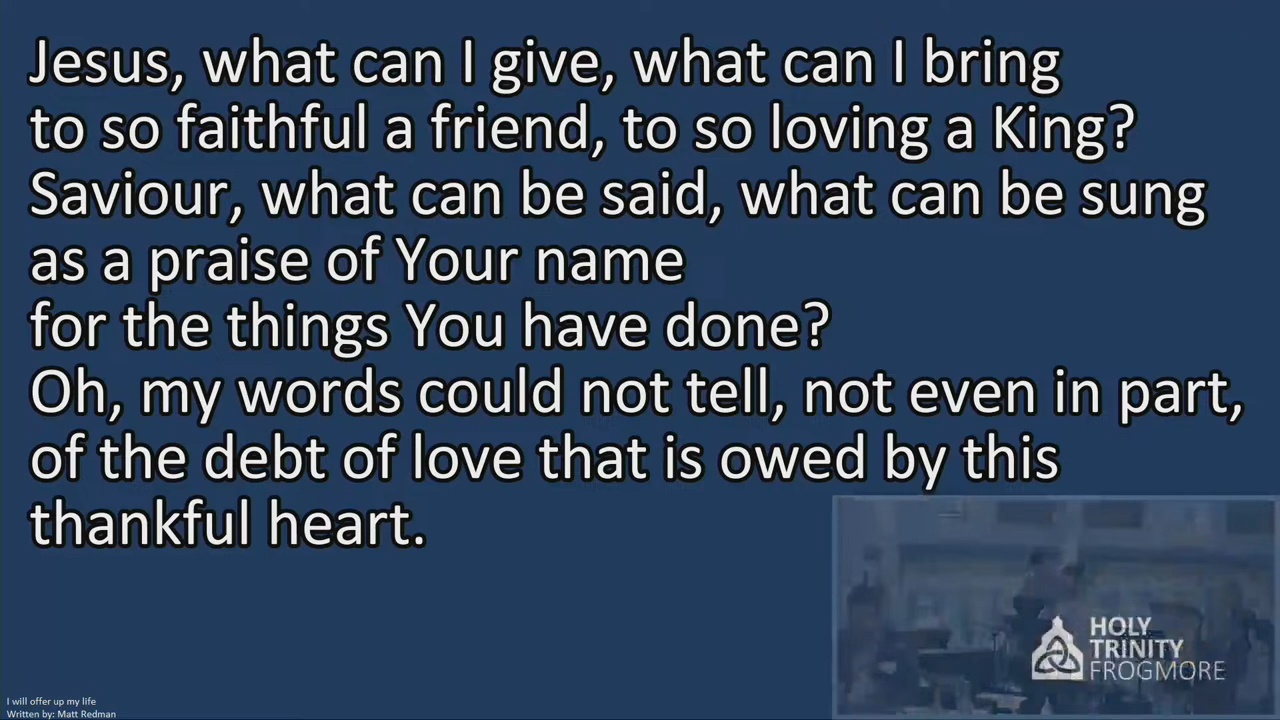 Jesus, what can I give, what can I bring
to so faithful a friend, to so loving a King?
Saviour, what can be said, what can be sung
as a praise of Your name
for the things You have done?
Oh, my words could not tell, not even in part,
of the debt of love that is owed by this
thankful heart.
HOLY
TRINITY
FROGMORE
I will offer up my life
Written by: Matt Redman